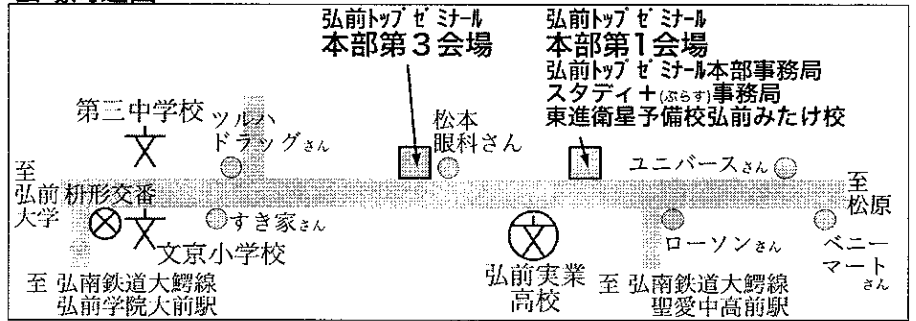 弘前トップゼミナール
本部第3会場
弘前トップゼミナール
本部第1会場
弘前トップゼミナール本部事務局
スタディ+(ぷらす)事務局
東進衛星予備校弘前みたけ校
第三中学校
ツルハ
ドラッグさん
松本
眼科さん
ユニバースさん
至
弘前
大学
枡形交番
至
松原
すき家さん
文京小学校
弘前実業
高校
ローソンさん
ベニー
マート
さん
至 弘南鉄道大鰐線
弘前学院大前駅
至 弘南鉄道大鰐線
聖愛中高前駅